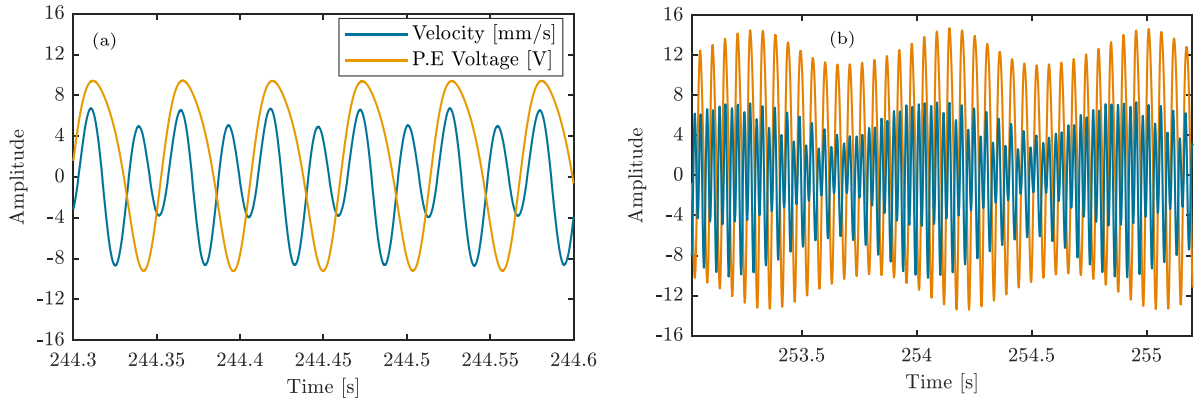 16
12
8
4
0
-4
-8
-12
-16
Amplitude
(a)
Velocity [mm/s]
P.E Voltage [V]
244.3 244.35 244.4 244.45 244.5 244.55 244.6
Time [s]
16
12
8
4
0
-4
-8
-12
-16
Amplitude
(b)
253.5 254 254.5 255
Time [s]